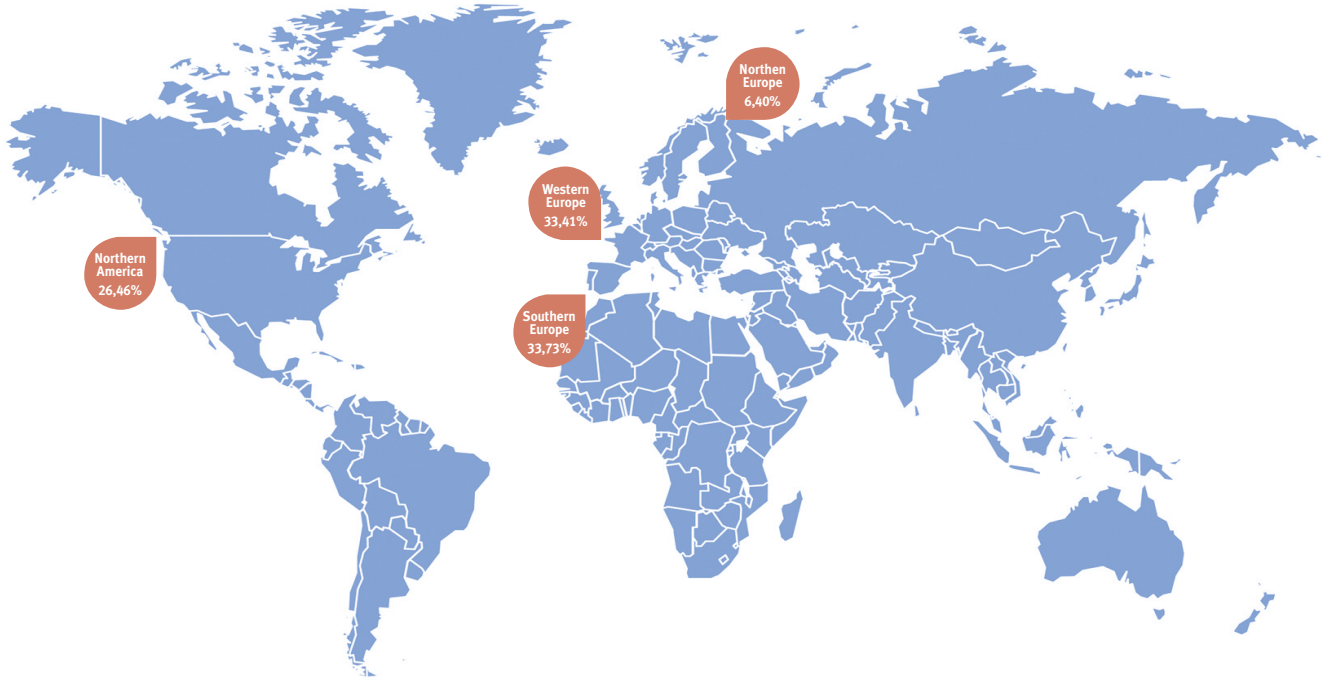 Northen
Europe
6,40%
Western
Europe
33,41%
Northern
America
26,46%
Southern
Europe
33,73%